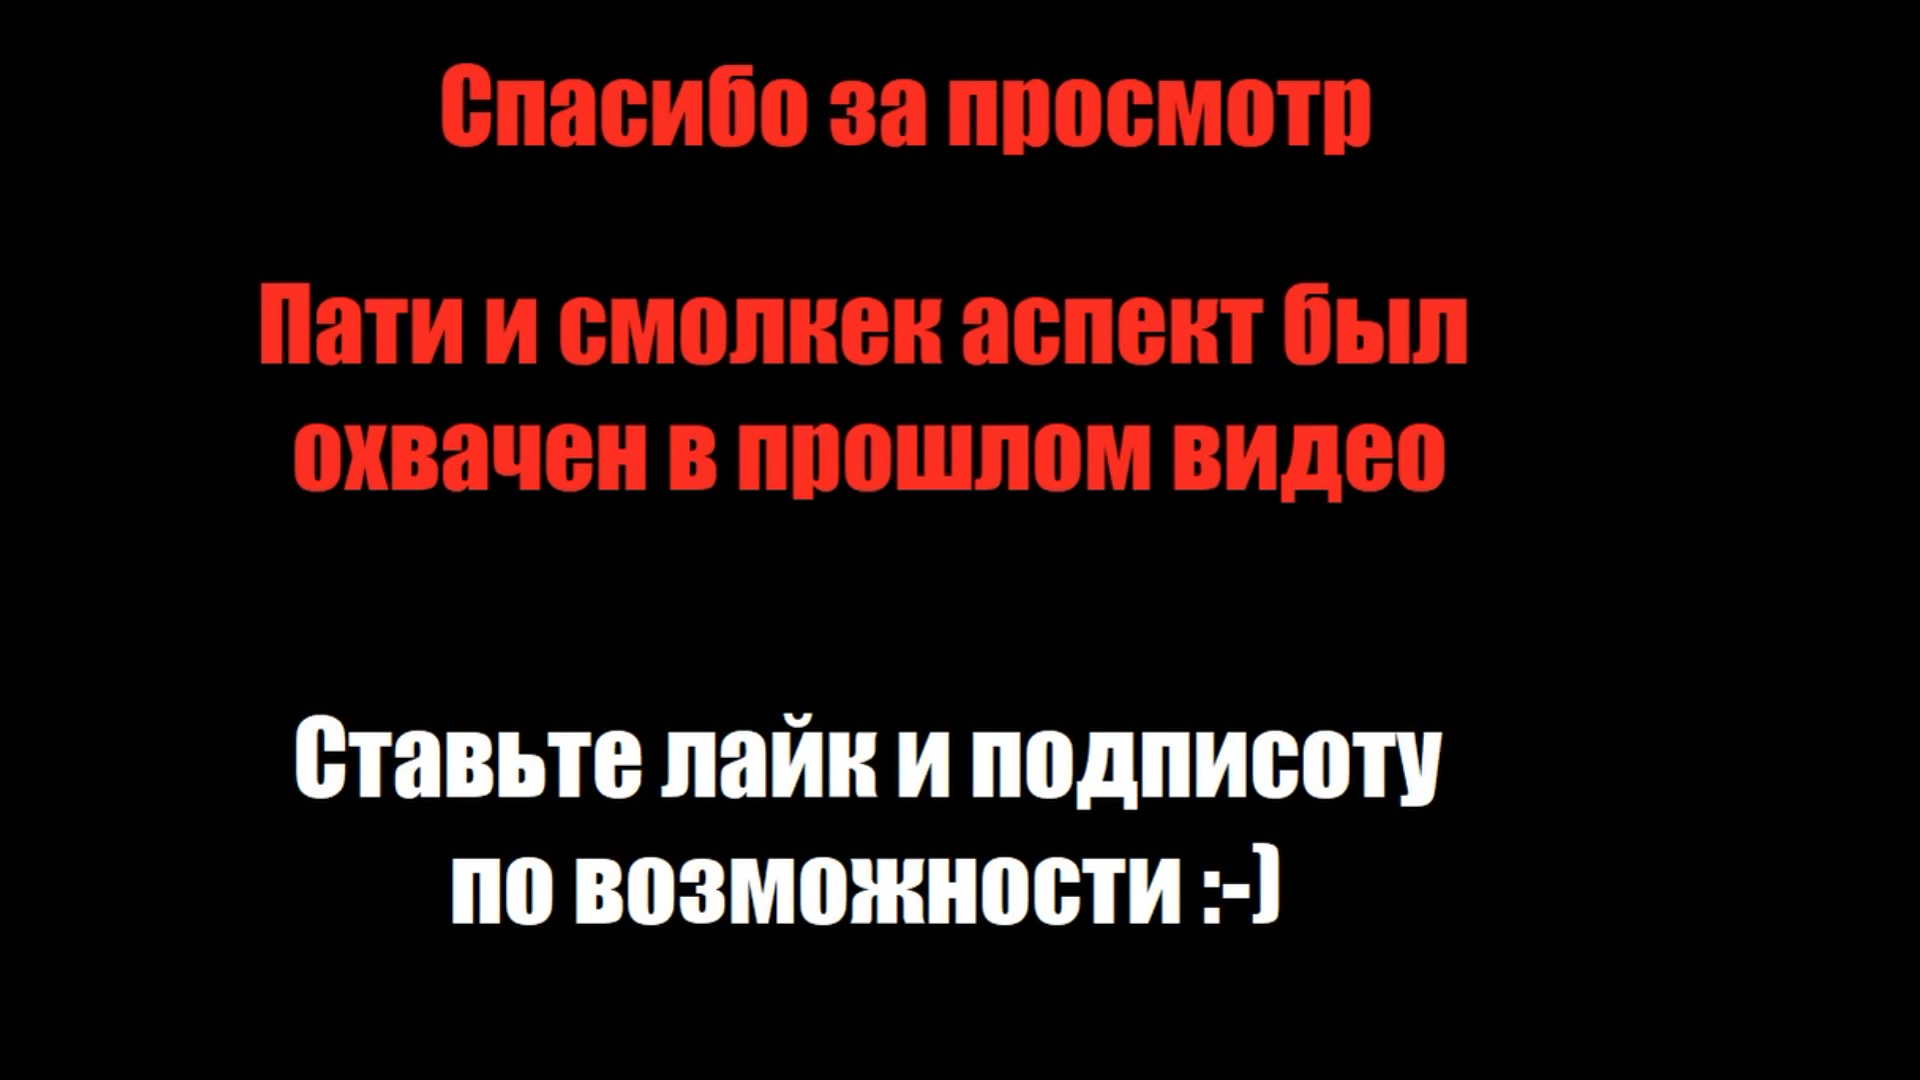 Спасибо за просмотр
Пати и смолкек аспект был
охвачен в прошлом видео
Ставьте лайк и подписоту
по возможности :-)